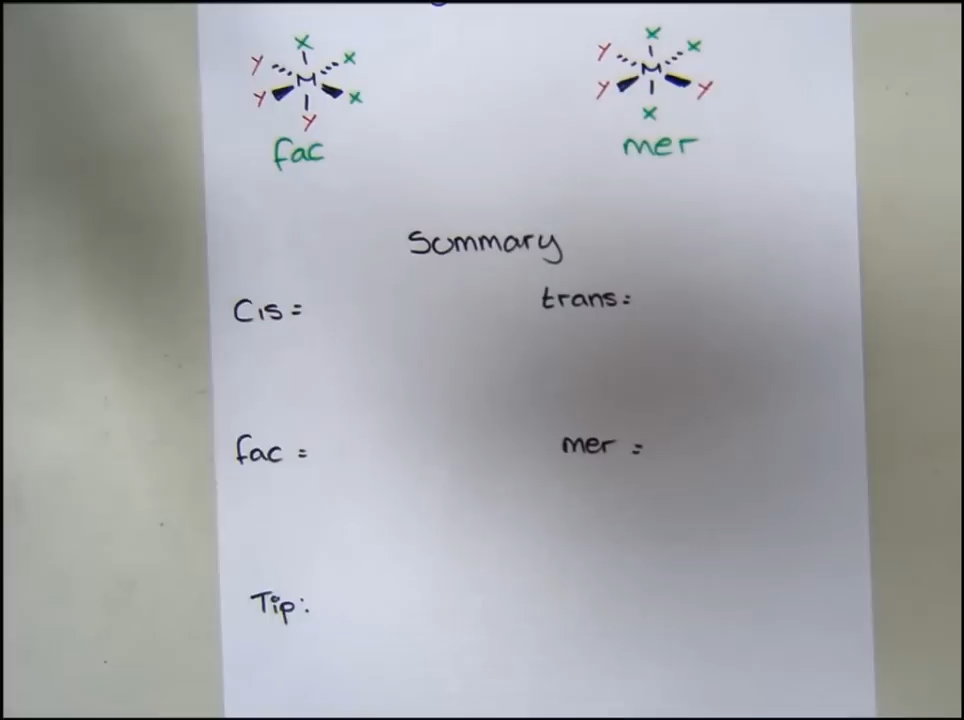 X X
Y X Y X
M M
Y X Y Y
Y X
fac mer
Summary
Cis = trans:
fac = mer =
Tip: